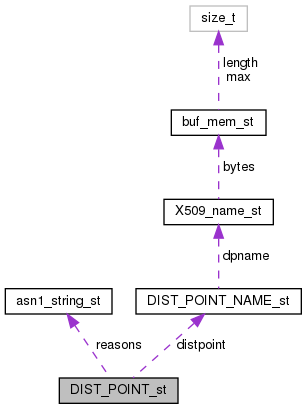 size_t
length
max
buf_mem_st
bytes
X509_name_st
dpname
asn1_string_st
DIST_POINT_NAME_st
reasons
distpoint
DIST_POINT_st